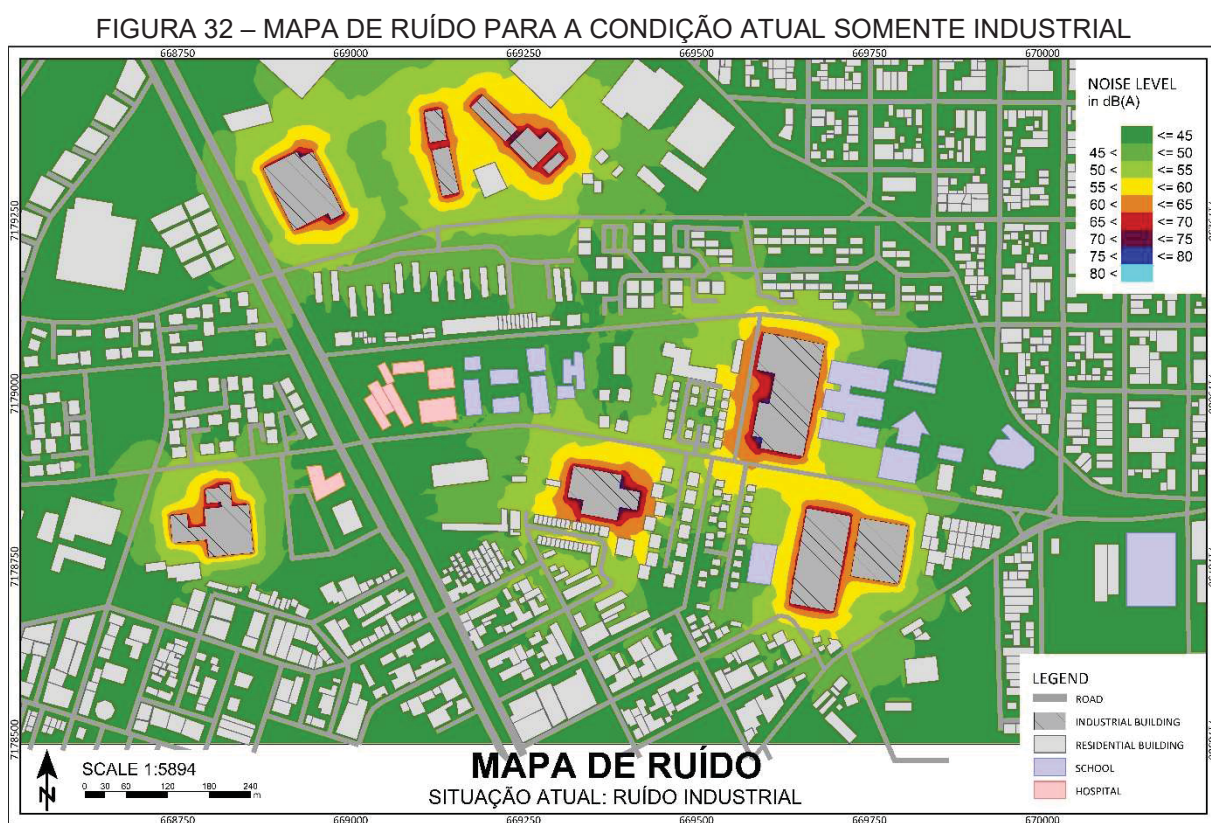 FIGURA 32 – MAPA DE RUÍDO PARA A CONDIÇÃO ATUAL SOMENTE INDUSTRIAL
668750 669000 669250 669500 669750 670000
NOISE LEVEL
in dB(A)
<= 45
45 < <= 50
50 < <= 55
55 < <= 60
60 < <= 65
65 < <= 70
70 < <= 75
75 < <= 80
80 <
7179250
7179000
7178750
7178500
LEGEND
ROAD
INDUSTRIAL BUILDING
RESIDENTIAL BUILDING
SCHOOL
HOSPITAL
N
SCALE 1:5894
0 30 60 120 180 240
m
MAPA DE RUÍDO
SITUAÇÃO ATUAL: RUÍDO INDUSTRIAL
668750 669000 669250 669500 669750 670000